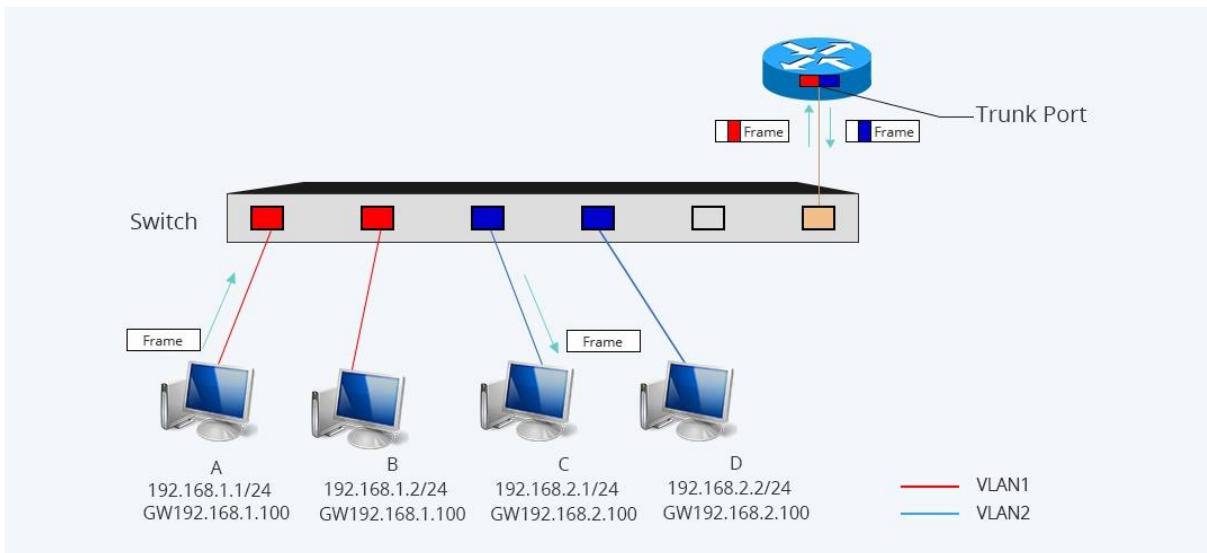 Trunk Port
Frame
Frame
Switch
Frame
Frame
A
192.168.1.1/24
GW192.168.1.100
B
192.168.1.2/24
GW192.168.1.100
C
192.168.2.1/24
GW192.168.2.100
D
192.168.2.2/24
GW192.168.2.100
VLAN1
VLAN2